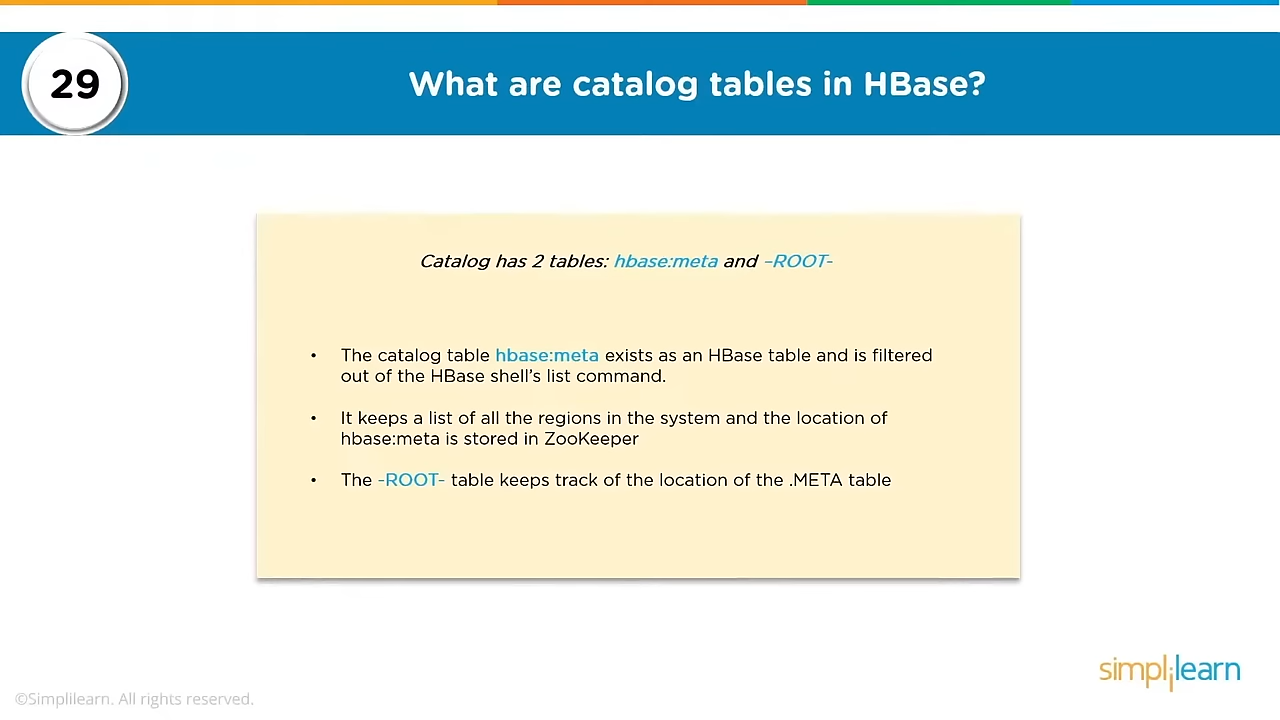 29
What are catalog tables in HBase?
Catalog has 2 tables: hbase:meta and –ROOT-
• The catalog table hbase:meta exists as an HBase table and is filtered
out of the HBase shell's list command.
• It keeps a list of all the regions in the system and the location of
hbase:meta is stored in ZooKeeper
• The -ROOT- table keeps track of the location of the .META table
simplilearn
©Simplilearn. All rights reserved.